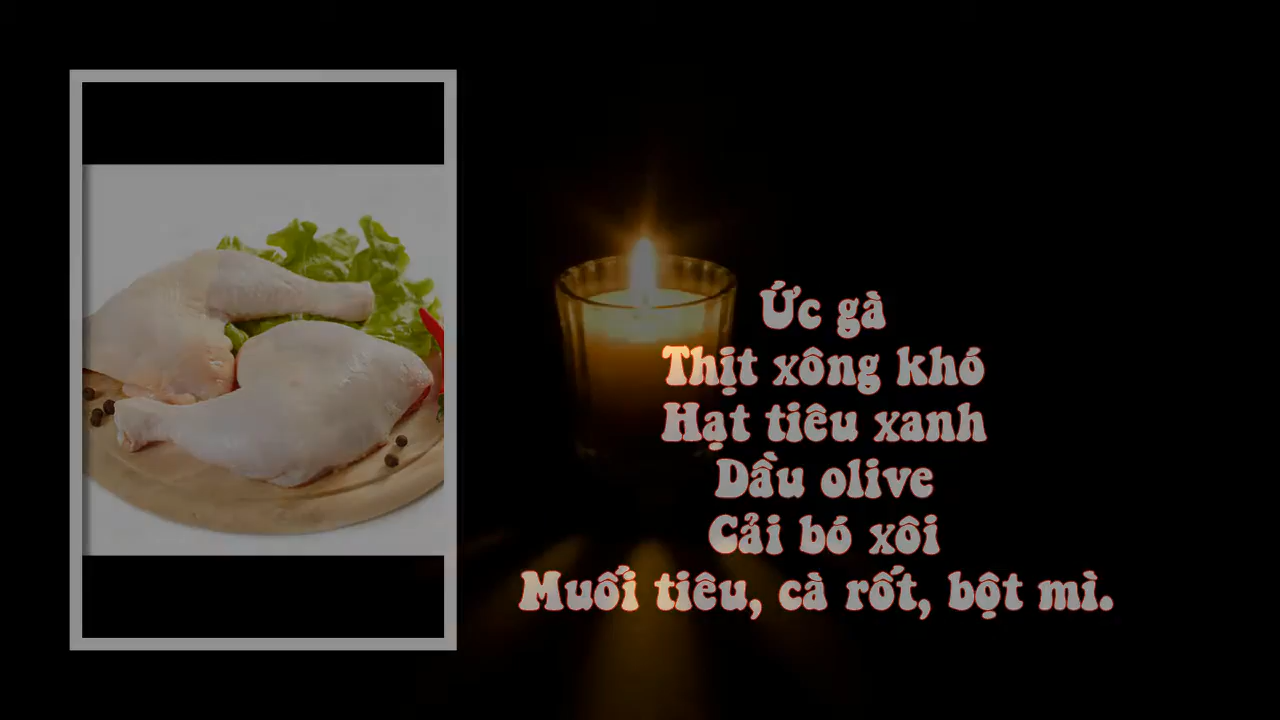 Ức gà
Thịt xông khó
Hạt tiêu xanh
Dầu olive
Cải bó xôi
Muối tiêu, cà rốt, bột mì.